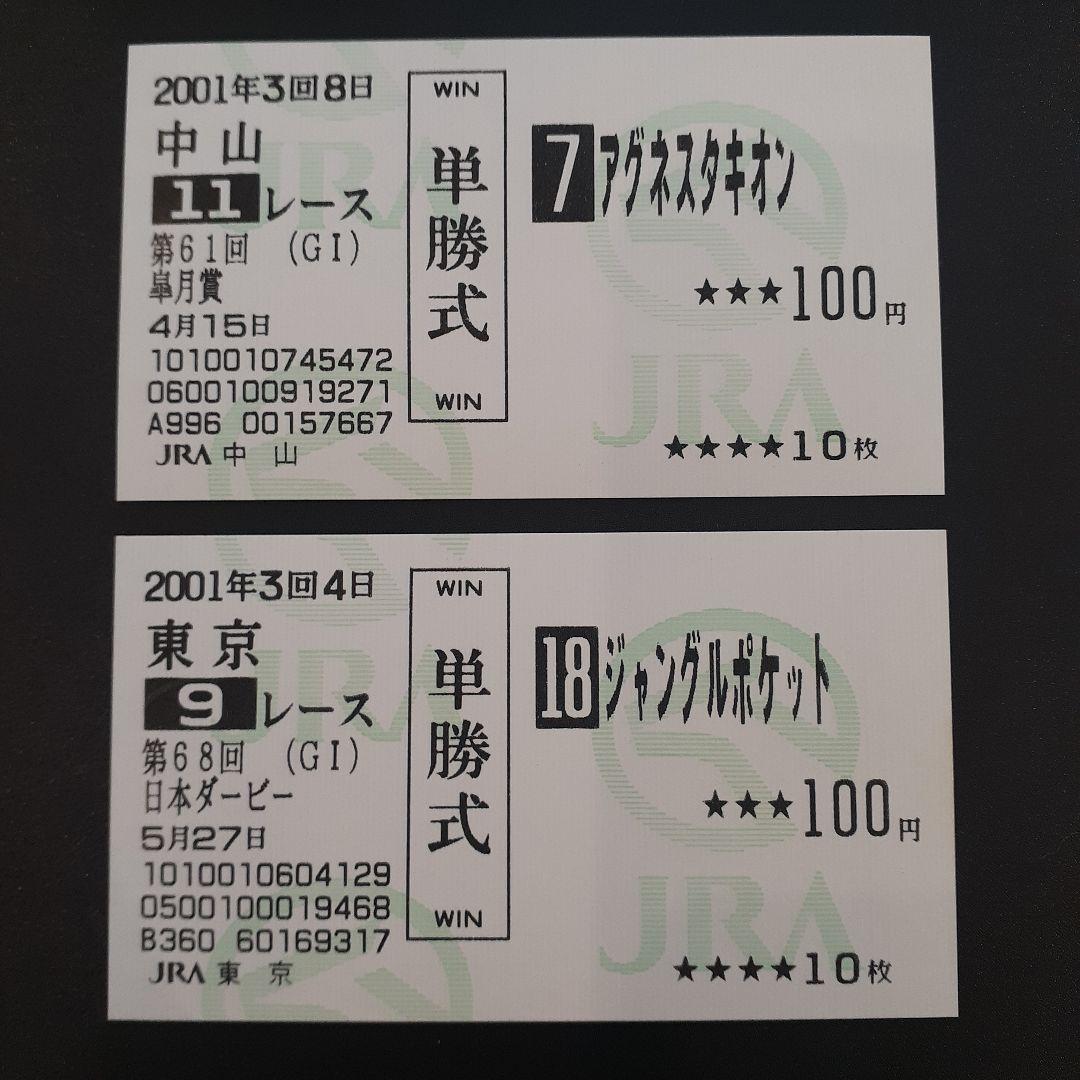 2001年3回8日
中山
11レース
第61回 (GI)
皐月賞
4月15日
1010010745472
0600100919271
A996 00157667
JRA 中 山
WIN
単勝式
WIN
7 アグネスタキオン
★★★100円
JRA
★★★★10枚
2001年3回4日
東京
9レース
第68回 (GI)
日本ダービー
5月27日
1010010604129
0500100019468
B360 60169317
JRA 東 京
WIN
単勝式
WIN
18 ジャングルポケット
★★★100円
JRA
★★★★10枚